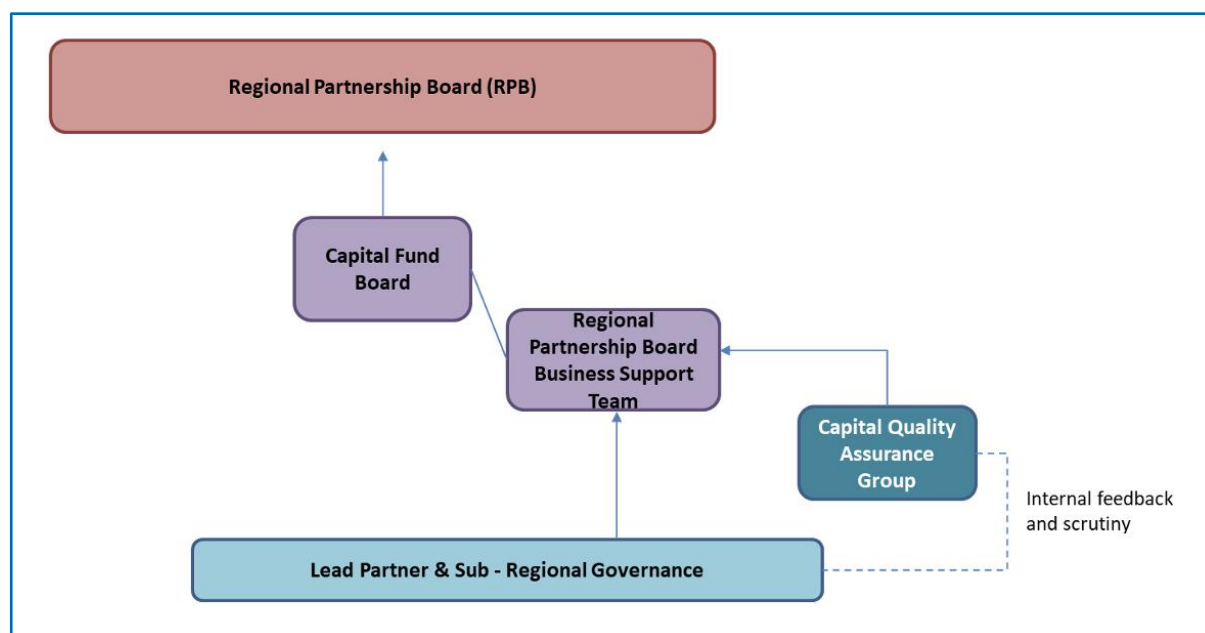 Regional Partnership Board (RPB)
Capital Fund
Board
Regional
Partnership Board
Business Support
Team
Capital Quality
Assurance
Group
Internal feedback
and scrutiny
Lead Partner & Sub - Regional Governance